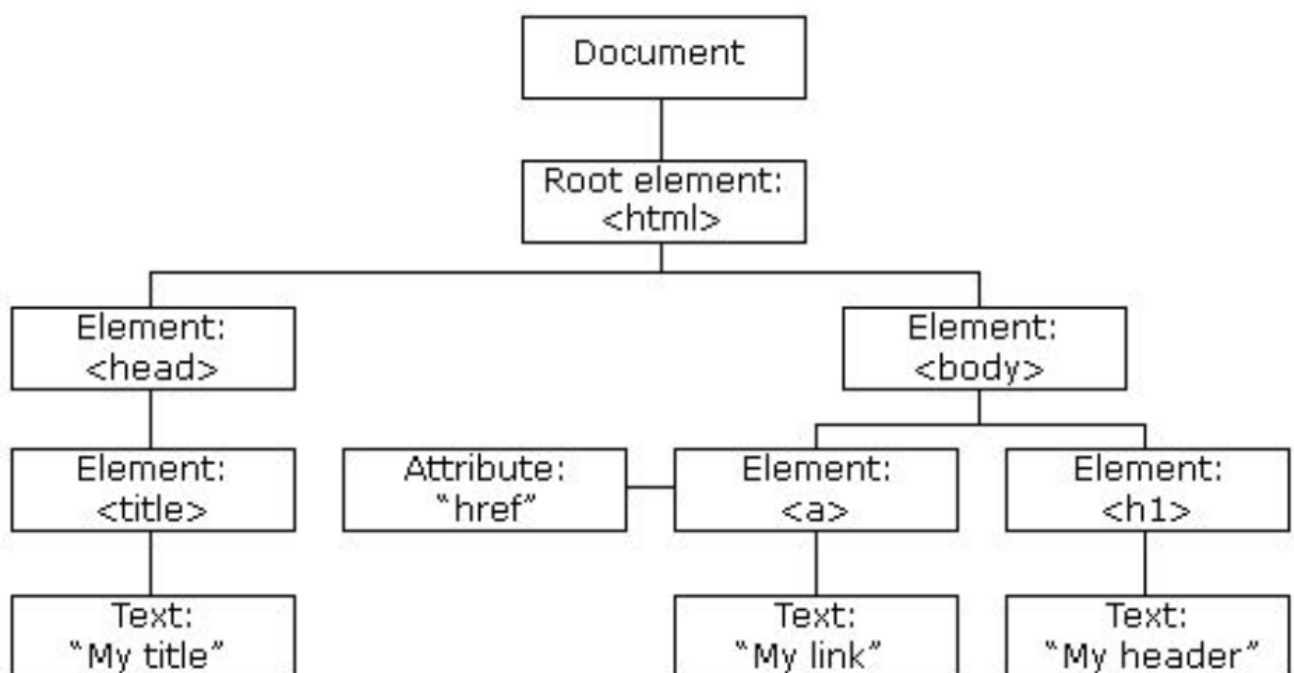 Document
Root element:
<html>
Element:
<head>
Element:
<body>
Element:
<title>
Attribute:
“href”
Element:
<a>
Element:
<h1>
Text:
“My title”
Text:
“My link”
Text:
“My header”